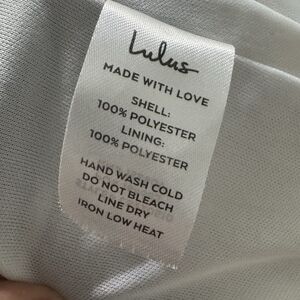 Lulus
MADE WITH LOVE
SHELL:
100% POLYESTER
LINING:
100% POLYESTER
HAND WASH COLD
DO NOT BLEACH
LINE DRY
IRON LOW HEAT